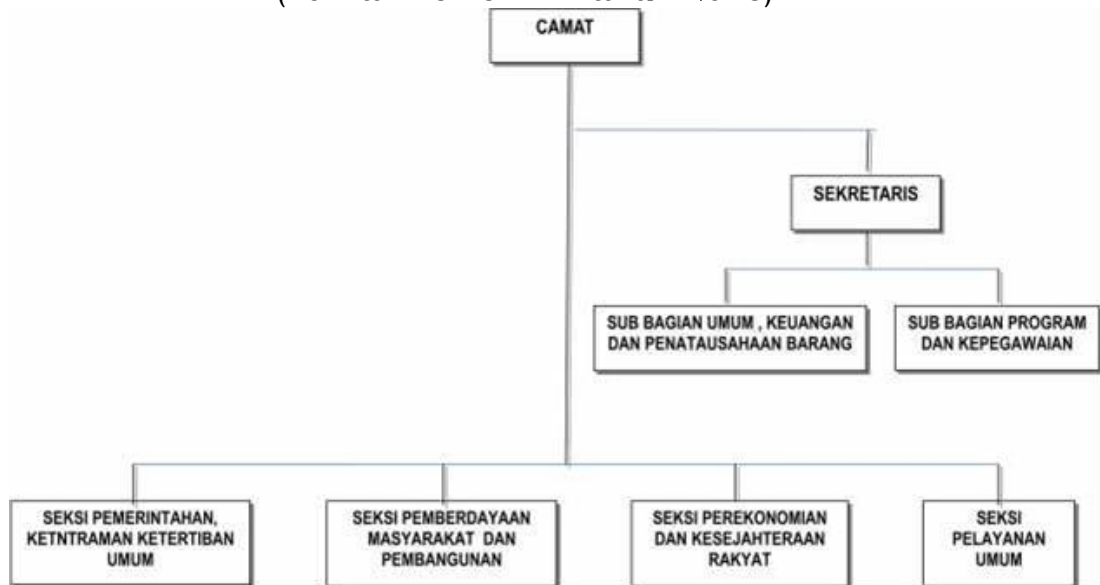 CAMAT
SEKRETARIS
SUB BAGIAN UMUM , KEUANGAN
DAN PENATAUSAHAAN BARANG
SUB BAGIAN PROGRAM
DAN KEPEGAWAIAN
SEKSI PEMERINTAHAN,
KETNTRAMAN KETERTIBAN
UMUM
SEKSI PEMBERDAYAAN
MASYARAKAT DAN
PEMBANGUNAN
SEKSI PEREKONOMIAN
DAN KESEJAHTERAAN
RAKYAT
SEKSI
PELAYANAN
UMUM